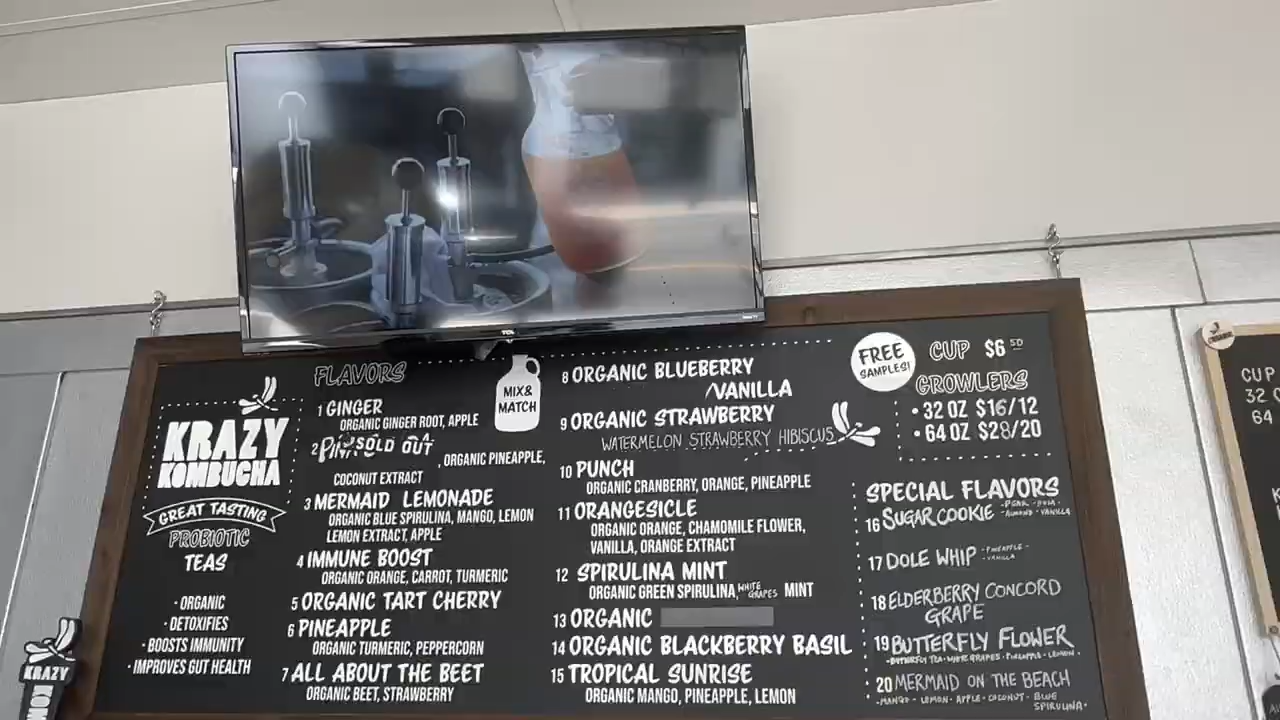 TCL
KRAZY
KOMBUCHA
GREAT TASTING
PROBIOTIC
TEAS
• ORGANIC
• DETOXIFIES
• BOOSTS IMMUNITY
• IMPROVES GUT HEALTH
KRAZY
FLAVORS
MIX&
MATCH
1 GINGER
ORGANIC GINGER ROOT, APPLE
2 SOLD OUT
, ORGANIC PINEAPPLE,
COCONUT EXTRACT
3 MERMAID LEMONADE
ORGANIC BLUE SPIRULINA, MANGO, LEMON
LEMON EXTRACT, APPLE
4 IMMUNE BOOST
ORGANIC ORANGE, CARROT, TURMERIC
5 ORGANIC TART CHERRY
6 PINEAPPLE
ORGANIC TURMERIC, PEPPERCORN
7 ALL ABOUT THE BEET
ORGANIC BEET, STRAWBERRY
8 ORGANIC BLUEBERRY
VANILLA
9 ORGANIC STRAWBERRY
WATERMELON STRAWBERRY HIBISCUS
10 PUNCH
ORGANIC CRANBERRY, ORANGE, PINEAPPLE
11 ORANGESICLE
ORGANIC ORANGE, CHAMOMILE FLOWER,
VANILLA, ORANGE EXTRACT
12 SPIRULINA MINT
ORGANIC GREEN SPIRULINA, WHITE GRAPES MINT
13 ORGANIC
14 ORGANIC BLACKBERRY BASIL
15 TROPICAL SUNRISE
ORGANIC MANGO, PINEAPPLE, LEMON
FREE
SAMPLES!
CUP $6 50
GROWLERS
• 32 OZ $16/12
• 64 OZ $28/20
SPECIAL FLAVORS
16 SUGAR COOKIE
- ALMOND - VANILLA
17 DOLE WHIP - PINEAPPLE -
- VANILLA -
18 ELDERBERRY CONCORD
GRAPE
19 BUTTERFLY FLOWER
- BUTTERFLY TEA - WHITE GRAPES - PINEAPPLE - LEMON -
20 MERMAID ON THE BEACH
- MANGO - LEMON - APPLE - COCONUT - BLUE
SPIRULINA -
CUP
32
64